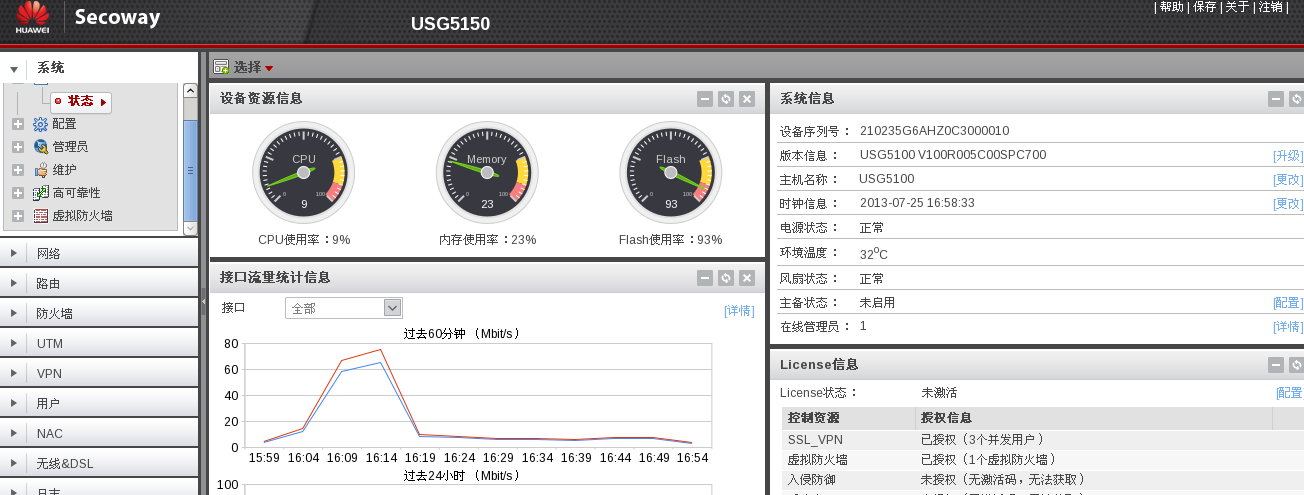 HUAWEI
Secoway
USG5150
| 帮助 | 保存 | 关于 | 注销 |
系统
状态
配置
管理员
维护
高可靠性
虚拟防火墙
网络
路由
防火墙
UTM
VPN
用户
NAC
无线&DSL
日志
选择
设备资源信息
CPU
0
100
9
Memory
0
100
23
Flash
0
100
93
CPU使用率：9%
内存使用率：23%
Flash使用率：93%
接口流量统计信息
接口
全部
[详情]
过去60分钟 （Mbit/s）
80
60
40
20
0
15:59 16:04 16:09 16:14 16:19 16:24 16:29 16:34 16:39 16:44 16:49 16:54
过去24小时 （Mbit/s）
100
系统信息
设备序列号： 210235G6AHZ0C3000010
版本信息： USG5100 V100R005C00SPC700 [升级]
主机名称： USG5100 [更改]
时钟信息： 2013-07-25 16:58:33 [更改]
电源状态： 正常
环境温度： 32⁰C
风扇状态： 正常
主备状态： 未启用 [配置]
在线管理员： 1 [详情]
License信息
License状态： 未激活 [配置
控制资源 授权信息
SSL_VPN 已授权（3个并发用户）
虚拟防火墙 已授权（1个虚拟防火墙）
入侵防御 未授权（无激活码，无法获取）